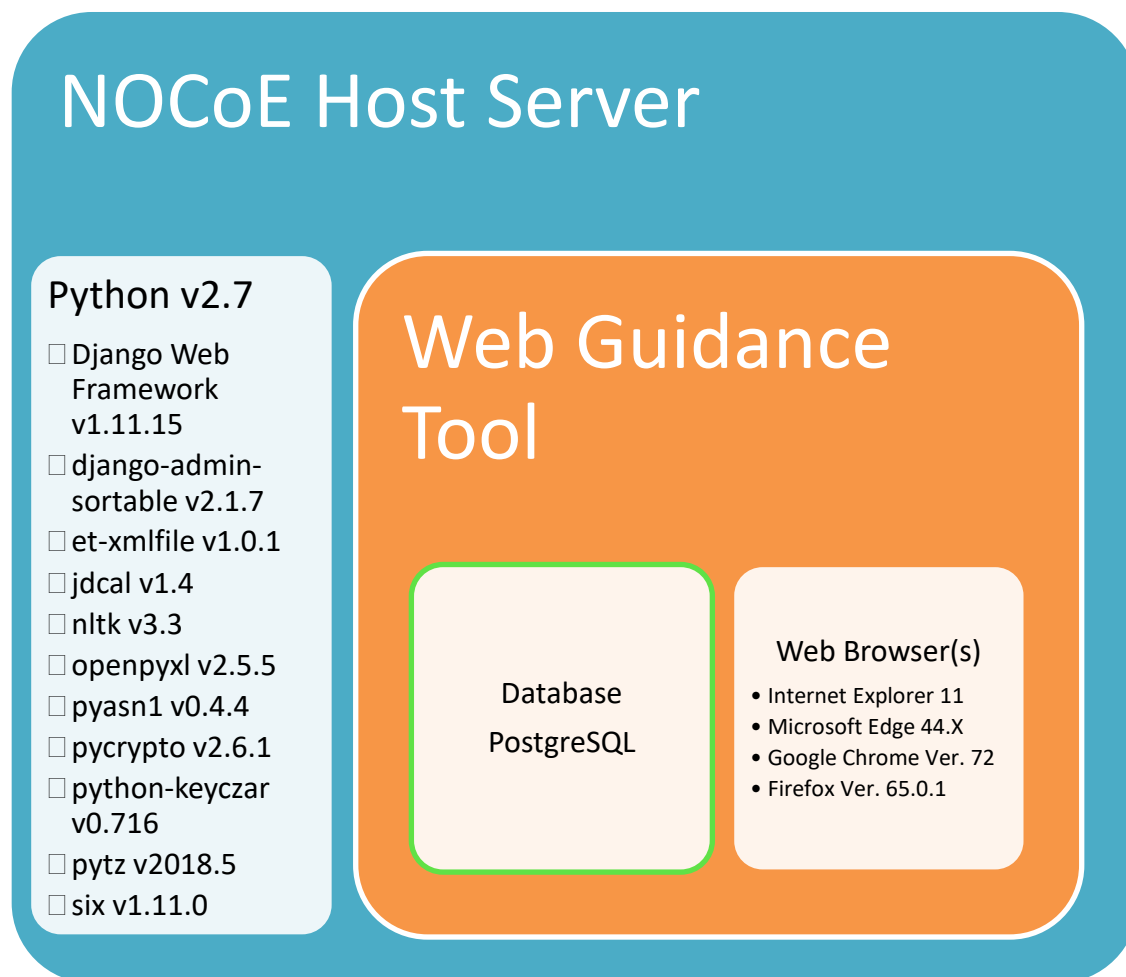 NOCoE Host Server
Python v2.7
□ Django Web
Framework
v1.11.15
□ django-admin-
sortable v2.1.7
□ et-xmlfile v1.0.1
□ jdcal v1.4
□ nltk v3.3
□ openpyxl v2.5.5
□ pyasn1 v0.4.4
□ pycrypto v2.6.1
□ python-keyczar
v0.716
□ pytz v2018.5
□ six v1.11.0
Web Guidance
Tool
Database
PostgreSQL
Web Browser(s)
• Internet Explorer 11
• Microsoft Edge 44.X
• Google Chrome Ver. 72
• Firefox Ver. 65.0.1